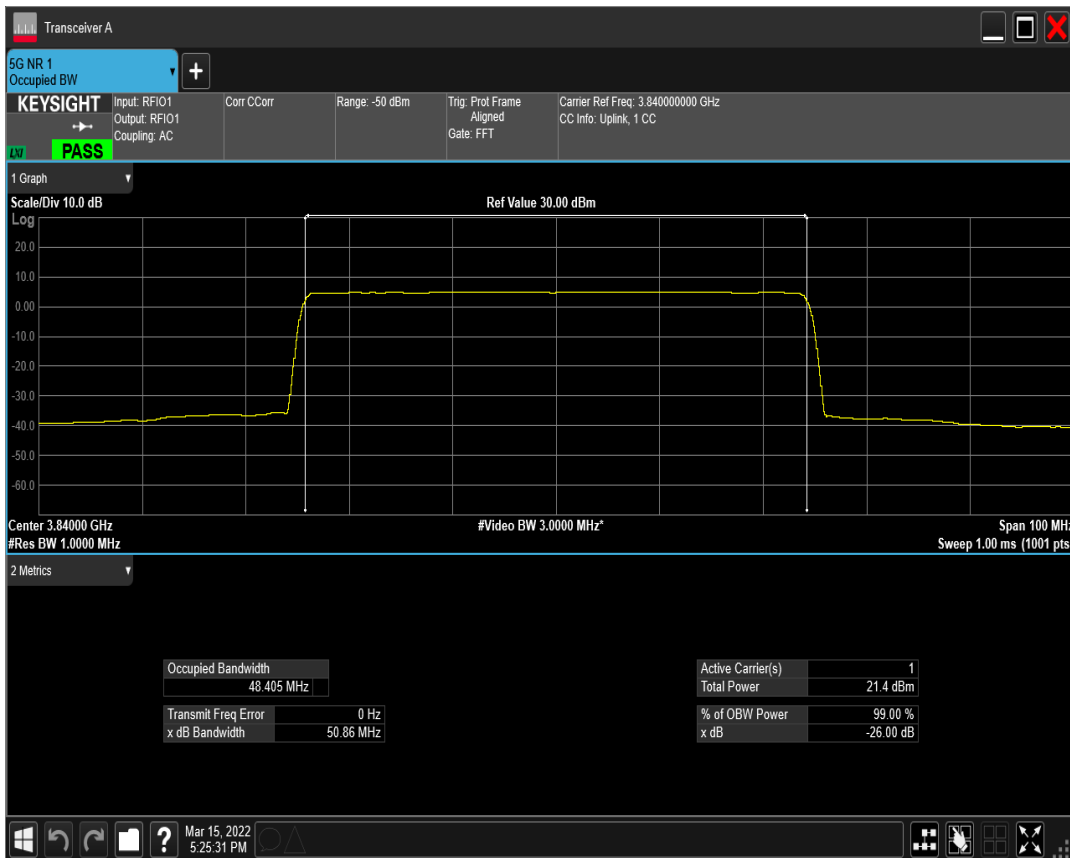 Transceiver A
5G NR 1
Occupied BW
+
KEYSIGHT
LXI
PASS
Input: RFIO1
Output: RFIO1
Coupling: AC
Corr CCorr
Range: -50 dBm
Trig: Prot Frame
Aligned
Gate: FFT
Carrier Ref Freq: 3.840000000 GHz
CC Info: Uplink, 1 CC
1 Graph
Scale/Div 10.0 dB
Ref Value 30.00 dBm
Log
20.0
10.0
0.00
-10.0
-20.0
-30.0
-40.0
-50.0
-60.0
Center 3.84000 GHz
#Video BW 3.0000 MHz*
Span 100 MHz
#Res BW 1.0000 MHz
Sweep 1.00 ms (1001 pts
2 Metrics
Occupied Bandwidth
48.405 MHz
Transmit Freq Error 0 Hz
x dB Bandwidth 50.86 MHz
Active Carrier(s) 1
Total Power 21.4 dBm
% of OBW Power 99.00 %
x dB -26.00 dB
?
Mar 15, 2022
5:25:31 PM